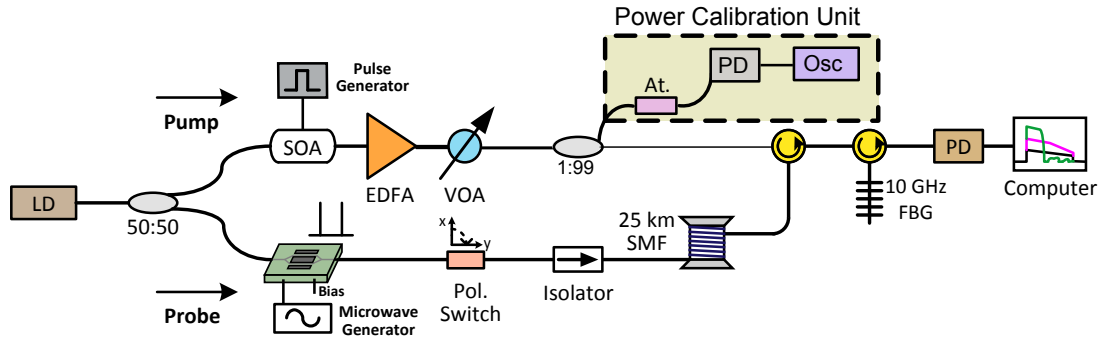 Power Calibration Unit
Pulse
Generator
PD
Osc
At.
Pump
SOA
EDFA
VOA
1:99
LD
50:50
10 GHz
FBG
PD
Computer
25 km
SMF
x
y
Bias
Pol.
Switch
Isolator
Probe
Microwave
Generator